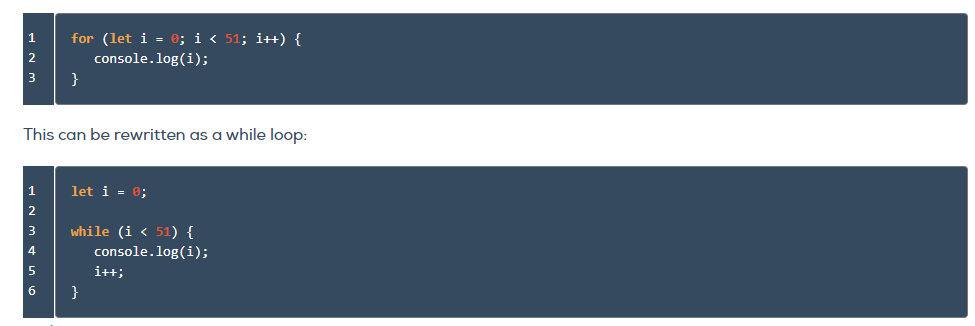 1 for (let i = 0; i < 51; i++) {
2 console.log(i);
3 }
This can be rewritten as a while loop:
1 let i = 0;
2
3 while (i < 51) {
4 console.log(i);
5 i++;
6 }